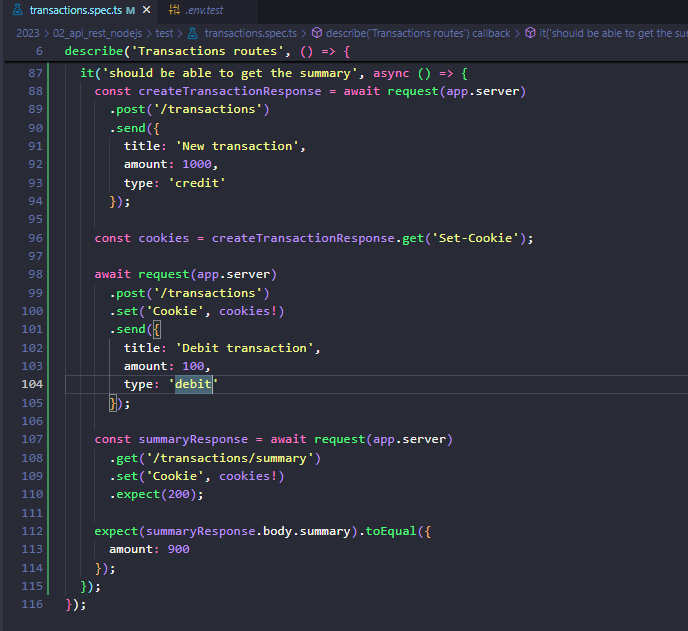 transactions.spec.ts M ✕ .env.test
2023 > 02_api_rest_nodejs > test > transactions.spec.ts > describe('Transactions routes') callback > it('should be able to get the sum
6 describe('Transactions routes', () => {
87 it('should be able to get the summary', async () => {
88 const createTransactionResponse = await request(app.server)
89 .post('/transactions')
90 .send({
91 title: 'New transaction',
92 amount: 1000,
93 type: 'credit'
94 });
95
96 const cookies = createTransactionResponse.get('Set-Cookie');
97
98 await request(app.server)
99 .post('/transactions')
100 .set('Cookie', cookies!)
101 .send({
102 title: 'Debit transaction',
103 amount: 100,
104 type: 'debit'
105 });
106
107 const summaryResponse = await request(app.server)
108 .get('/transactions/summary')
109 .set('Cookie', cookies!)
110 .expect(200);
111
112 expect(summaryResponse.body.summary).toEqual({
113 amount: 900
114 });
115 });
116 });